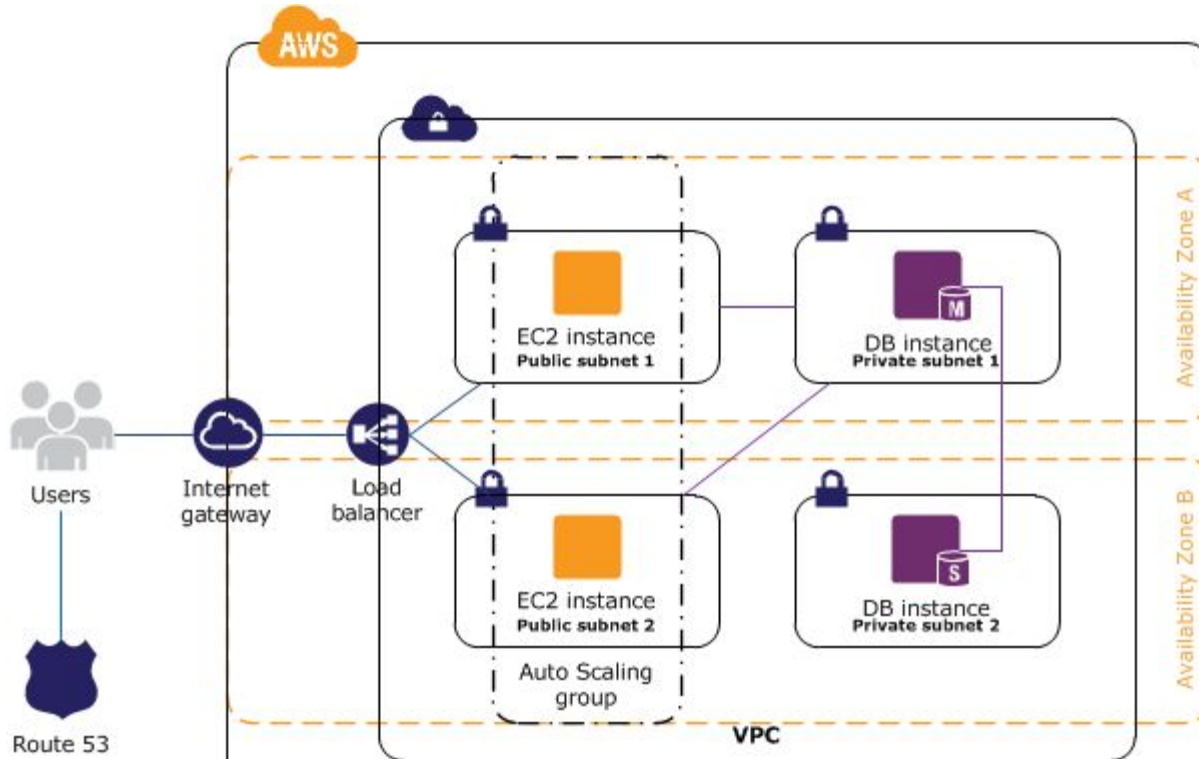 AWS
Availability Zone A
EC2 instance
Public subnet 1
M
DB instance
Private subnet 1
Users
Internet
gateway
Load
balancer
Availability Zone B
EC2 instance
Public subnet 2
S
DB instance
Private subnet 2
Auto Scaling
group
Route 53
VPC